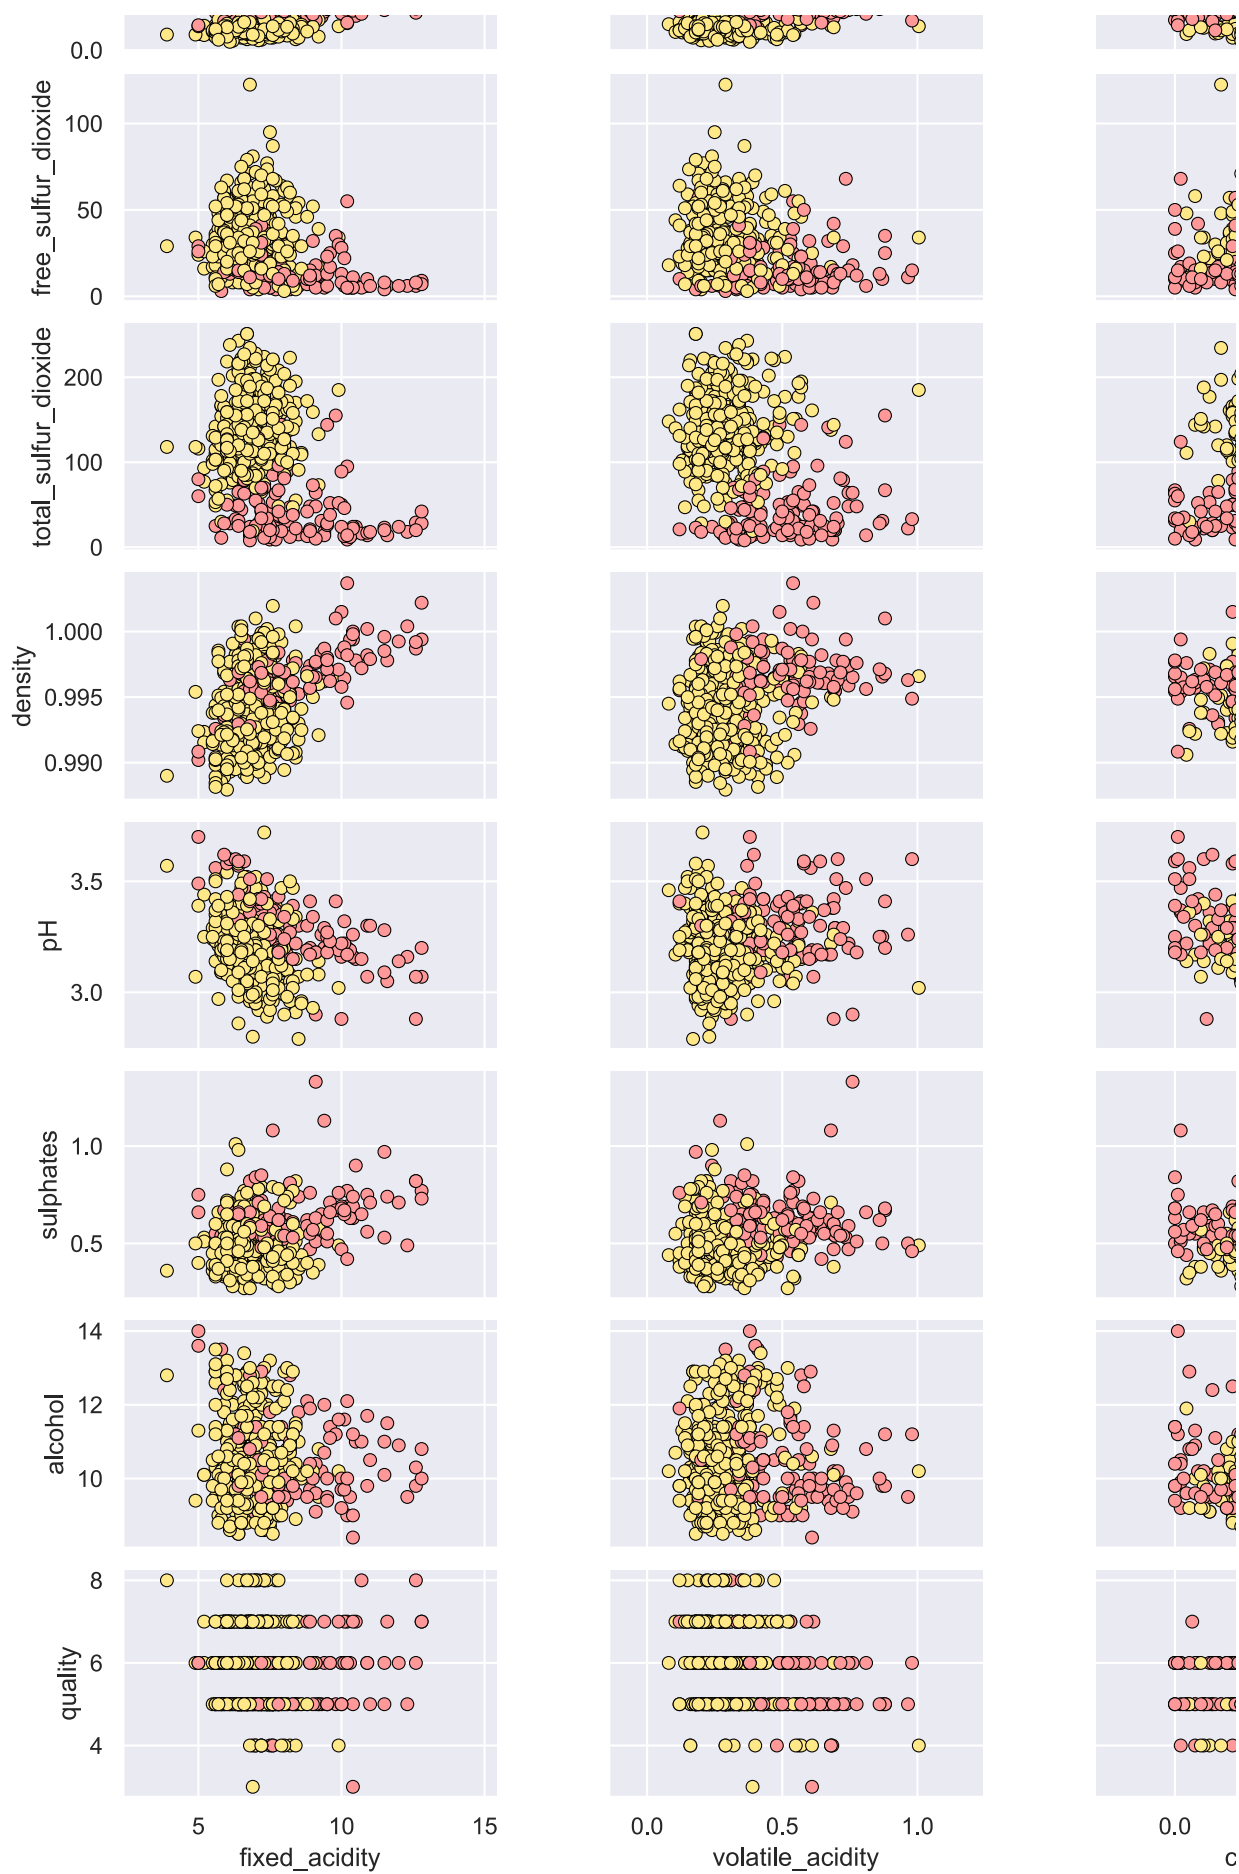 0.0
free_sulfur_dioxide
100
50
0
total_sulfur_dioxide
200
100
0
density
1.000
0.995
0.990
pH
3.5
3.0
sulphates
1.0
0.5
alcohol
14
12
10
quality
8
6
4
5 10 15 0.0 0.5 1.0 0.0
fixed_acidity volatile_acidity c